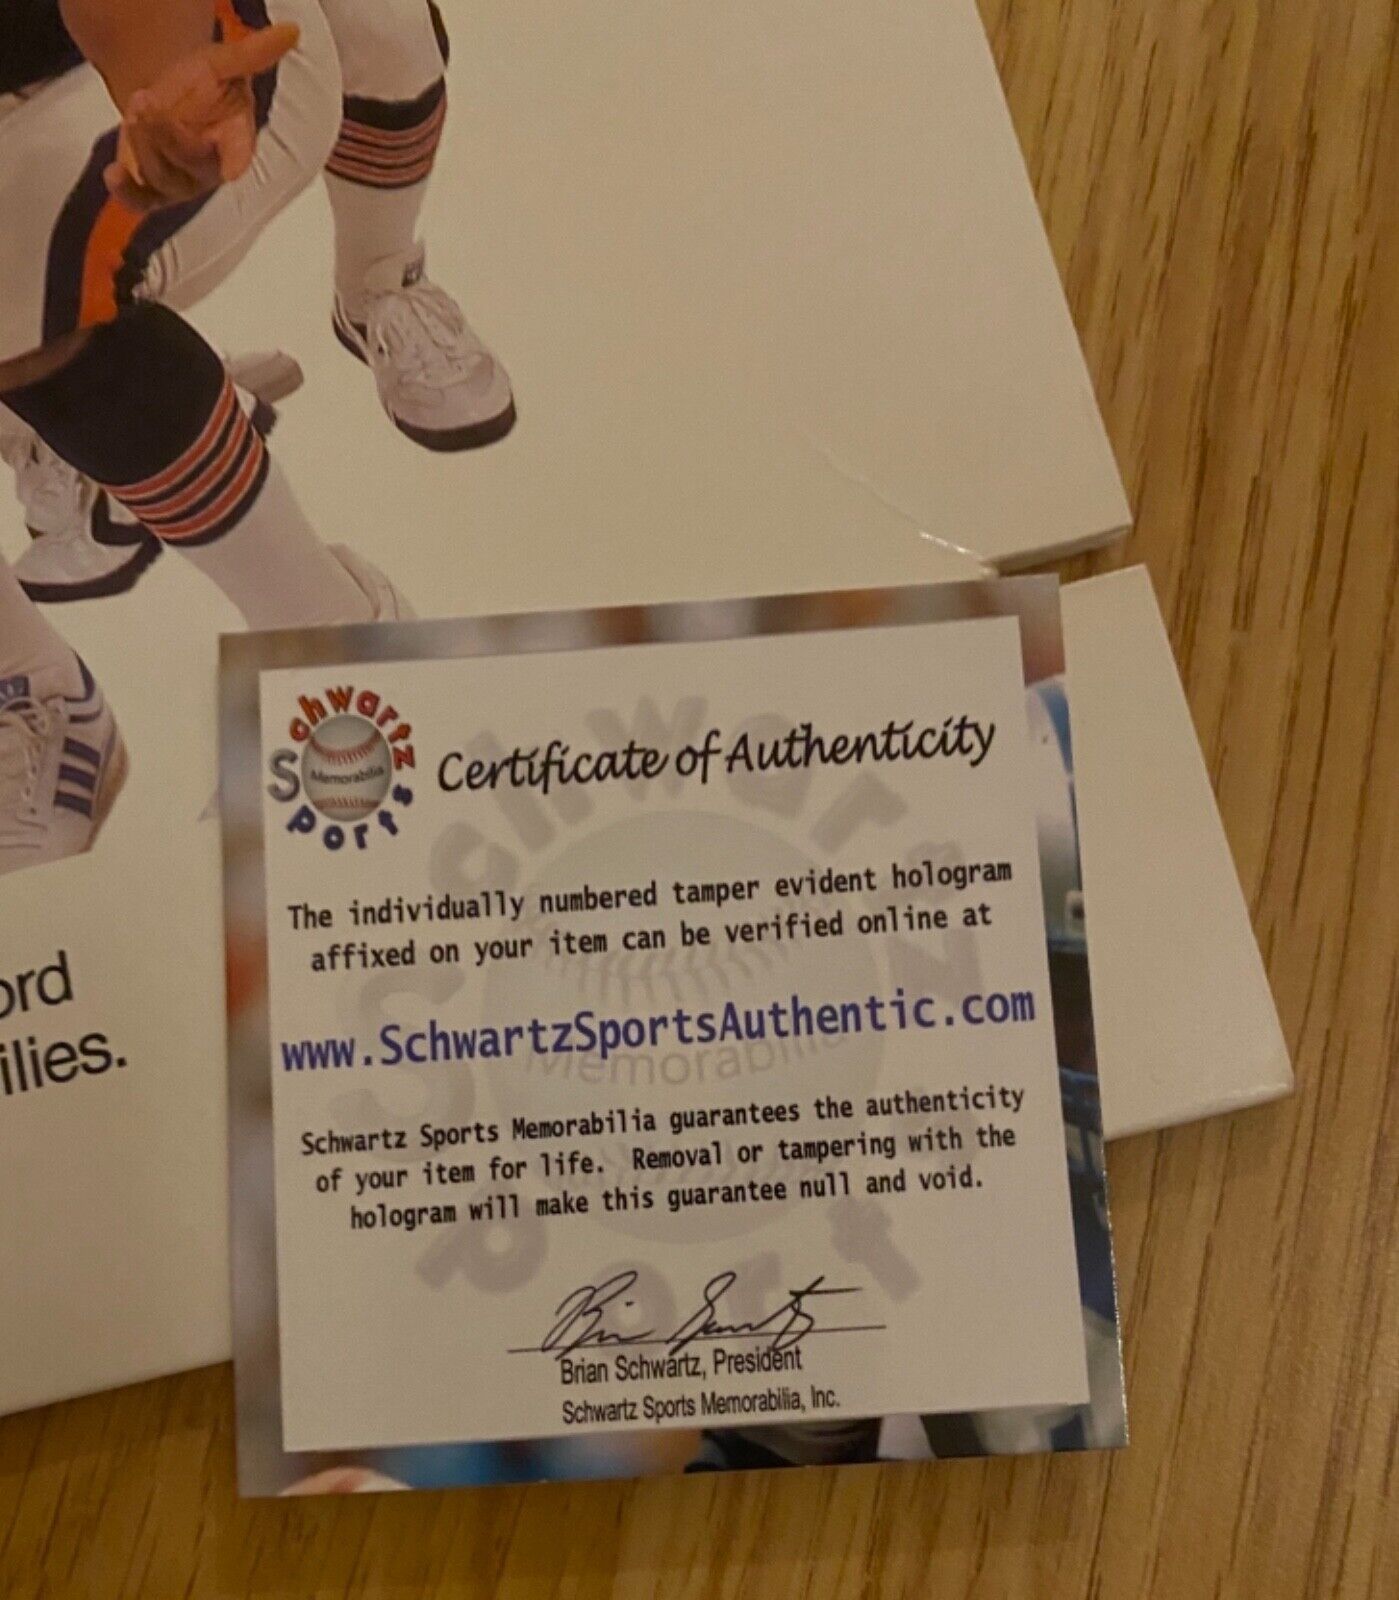 Schwartz
Sports
Memorabilia
Certificate of Authenticity
The individually numbered tamper evident hologram
affixed on your item can be verified online at
www.SchwartzSportsAuthentic.com
Schwartz Sports Memorabilia guarantees the authenticity
of your item for life. Removal or tampering with the
hologram will make this guarantee null and void.
Brian Schwartz
Brian Schwartz, President
Schwartz Sports Memorabilia, Inc.
ord
ilies.